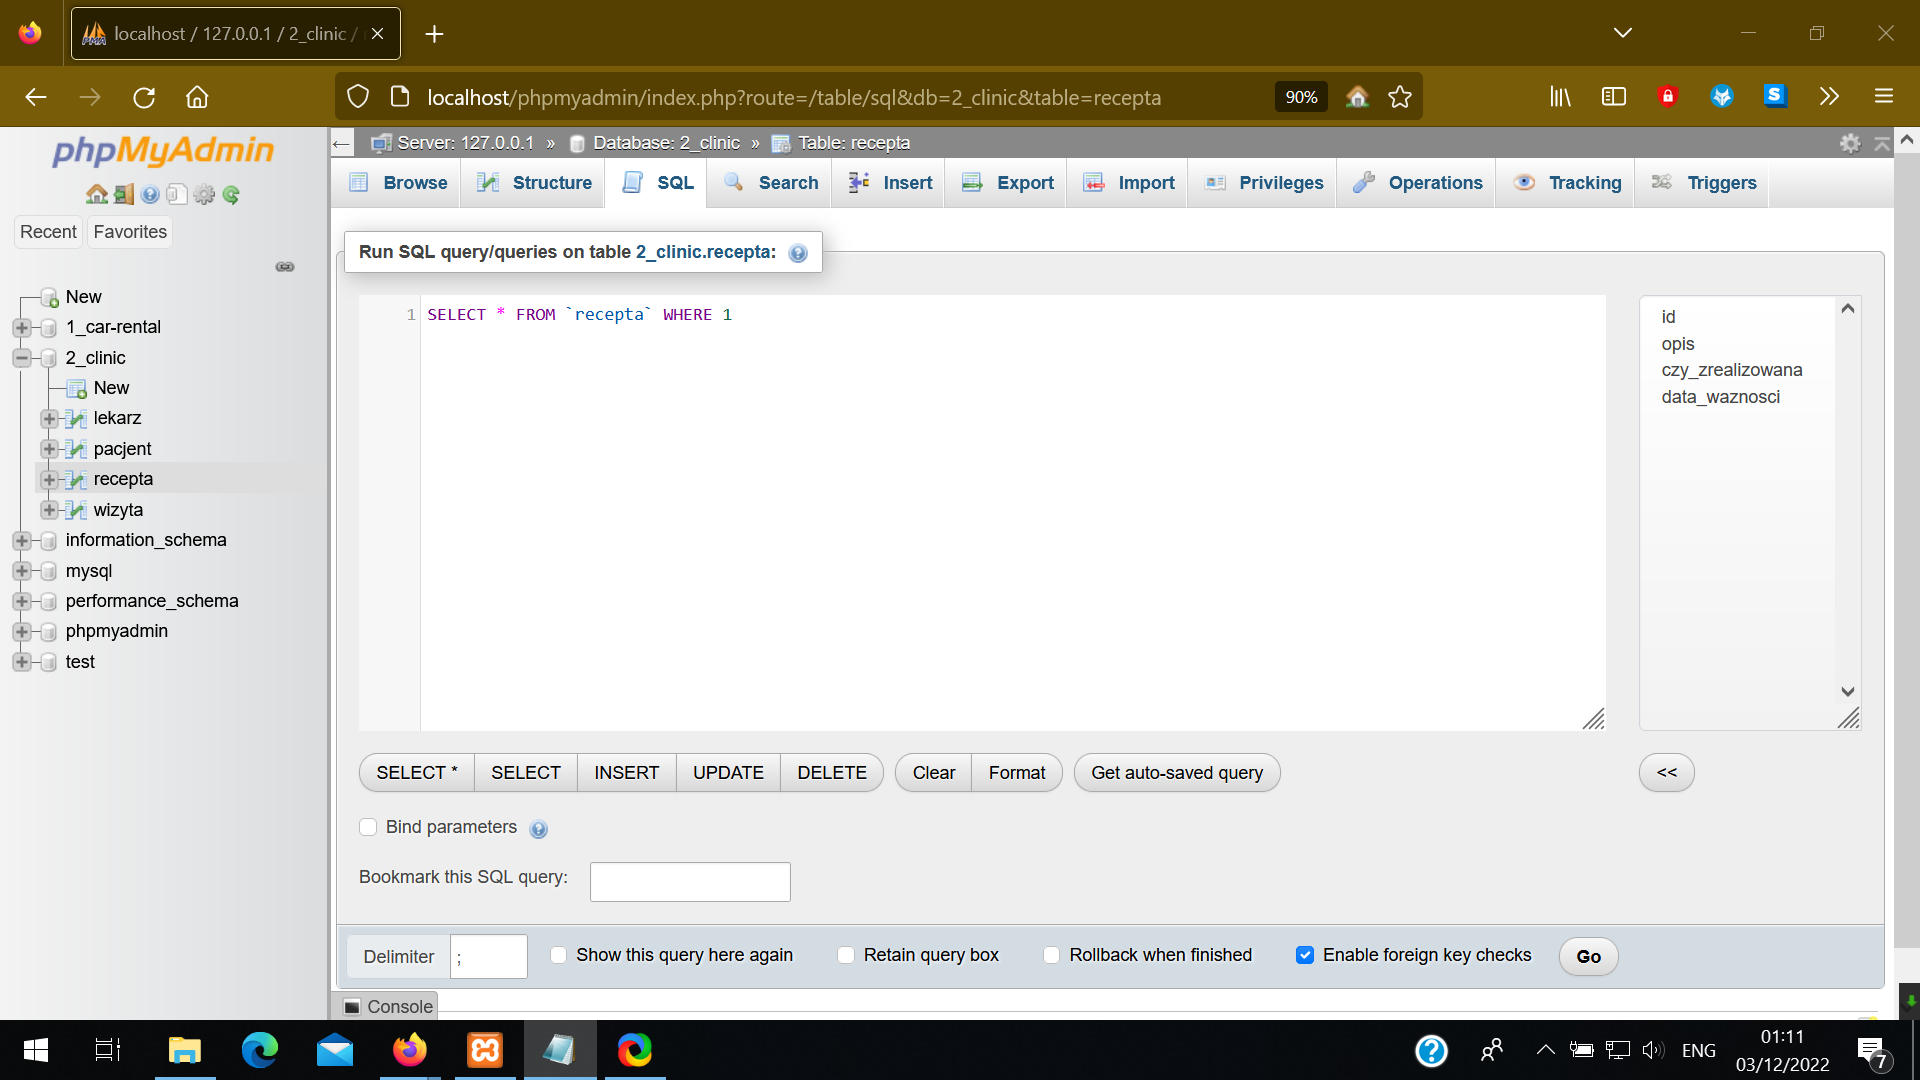 localhost / 127.0.0.1 / 2_clinic /
localhost/phpmyadmin/index.php?route=/table/sql&db=2_clinic&table=recepta
90%
S
phpMyAdmin
Recent
Favorites
New
1_car-rental
2_clinic
New
lekarz
pacjent
recepta
wizyta
information_schema
mysql
performance_schema
phpmyadmin
test
Server: 127.0.0.1 » Database: 2_clinic » Table: recepta
Browse
Structure
SQL
Search
Insert
Export
Import
Privileges
Operations
Tracking
Triggers
Run SQL query/queries on table 2_clinic.recepta:
1 SELECT * FROM `recepta` WHERE 1
id
opis
czy_zrealizowana
data_waznosci
SELECT *
SELECT
INSERT
UPDATE
DELETE
Clear
Format
Get auto-saved query
<<
Bind parameters
Bookmark this SQL query:
Delimiter
;
Show this query here again
Retain query box
Rollback when finished
Enable foreign key checks
Go
Console
ENG
01:11
03/12/2022
7